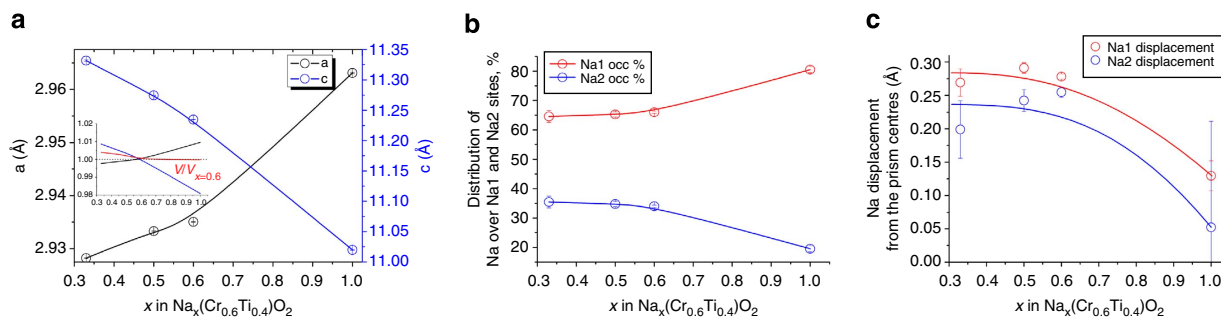 a
a (Å)
2.96
2.95
2.94
2.93
a
c
11.35
11.30
11.25
11.20
11.15
11.10
11.05
11.00
c (Å)
1.02
1.01
1.00
0.99
0.98
V/Vx=0.6
0.3 0.4 0.5 0.6 0.7 0.8 0.9 1.0
0.3 0.4 0.5 0.6 0.7 0.8 0.9 1.0
x in Nax(Cr0.6Ti0.4)O2
b
Distribution of
Na over Na1 and Na2 sites, %
Na1 occ %
Na2 occ %
80
70
60
50
40
30
20
10
0.3 0.4 0.5 0.6 0.7 0.8 0.9 1.0
x in Nax(Cr0.6Ti0.4)O2
c
Na displacement
from the prism centres (Å)
Na1 displacement
Na2 displacement
0.30
0.25
0.20
0.15
0.10
0.05
0.00
0.3 0.4 0.5 0.6 0.7 0.8 0.9 1.0
x in Nax(Cr0.6Ti0.4)O2